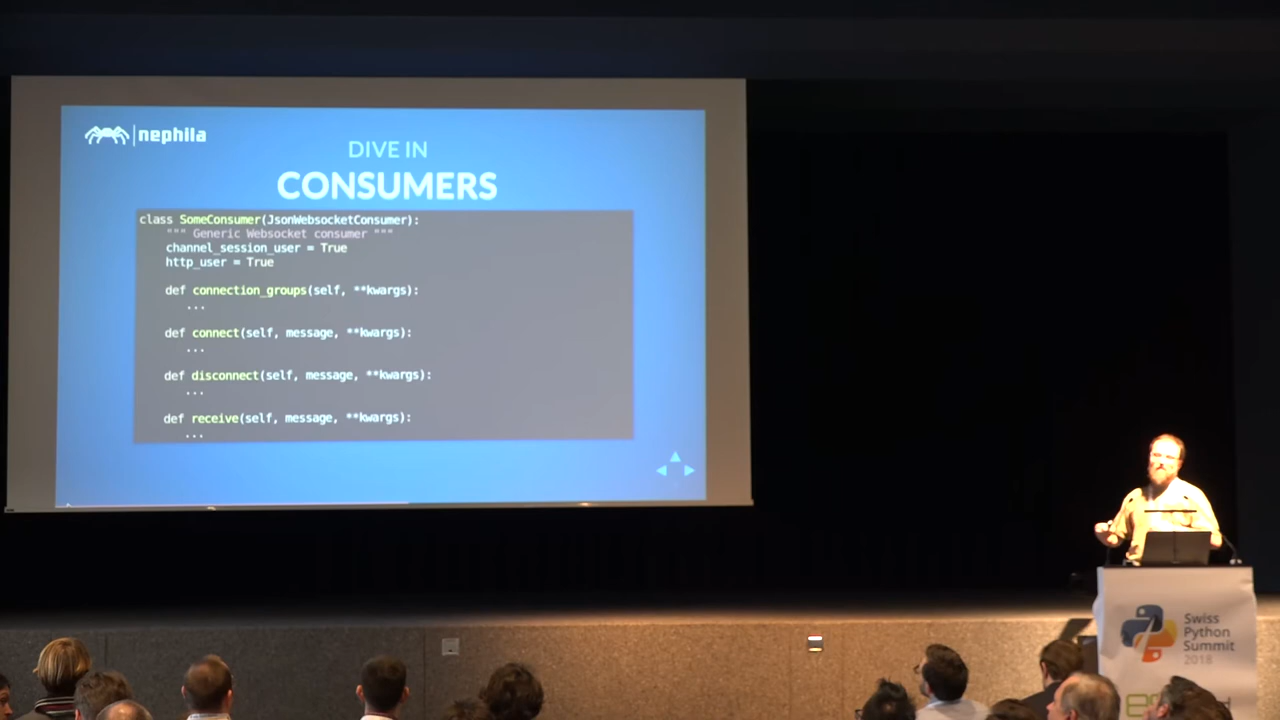 nephila
DIVE IN
CONSUMERS
class SomeConsumer(JsonWebsocketConsumer):
""" Generic Websocket consumer """
channel_session_user = True
http_user = True
def connection_groups(self, **kwargs):
...
def connect(self, message, **kwargs):
...
def disconnect(self, message, **kwargs):
...
def receive(self, message, **kwargs):
...
Swiss
Python
Summit
2018